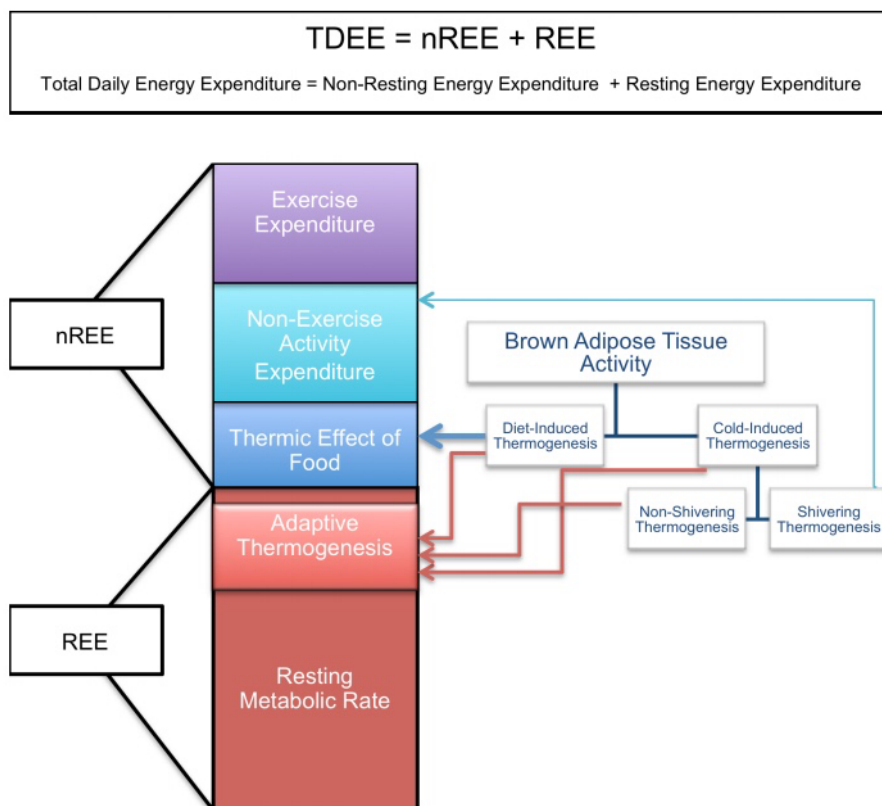 TDEE = nREE + REE
Total Daily Energy Expenditure = Non-Resting Energy Expenditure + Resting Energy Expenditure
Exercise
Expenditure
nREE
Non-Exercise
Activity
Expenditure
Brown Adipose Tissue
Activity
Thermic Effect of
Food
Diet-Induced
Thermogenesis
Cold-Induced
Thermogenesis
Adaptive
Thermogenesis
Non-Shivering
Thermogenesis
Shivering
Thermogenesis
REE
Resting
Metabolic Rate